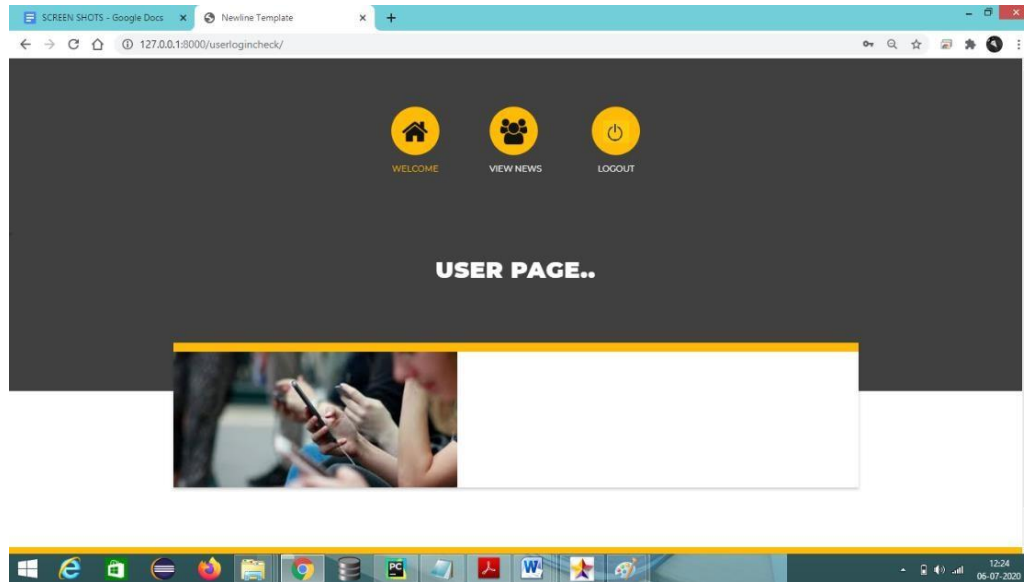 SCREEN SHOTS - Google Docs
Newline Template
127.0.0.1:8000/userlogincheck/
WELCOME
VIEW NEWS
LOGOUT
USER PAGE..
PC
W
12:24
06-07-2020